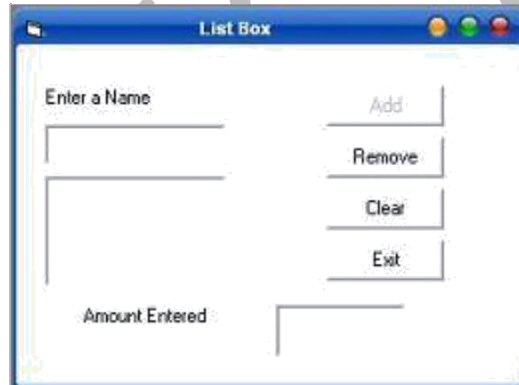 List Box
Enter a Name
Add
Remove
Clear
Exit
Amount Entered